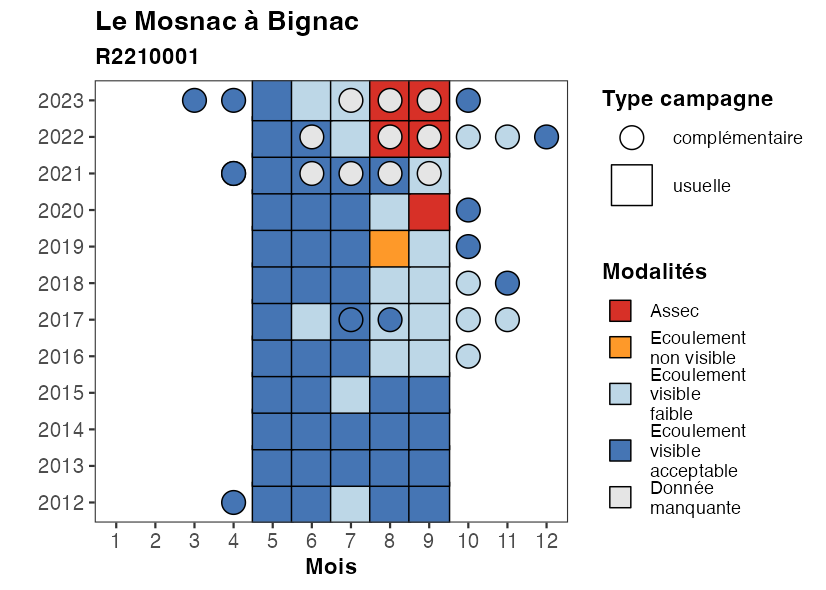 Le Mosnac à Bignac
R2210001
2023
2022
2021
2020
2019
2018
2017
2016
2015
2014
2013
2012
1 2 3 4 5 6 7 8 9 10 11 12
Mois
Type campagne
complémentaire
usuelle
Modalités
Assec
Ecoulement
non visible
Ecoulement
visible
faible
Ecoulement
visible
acceptable
Donnée
manquante